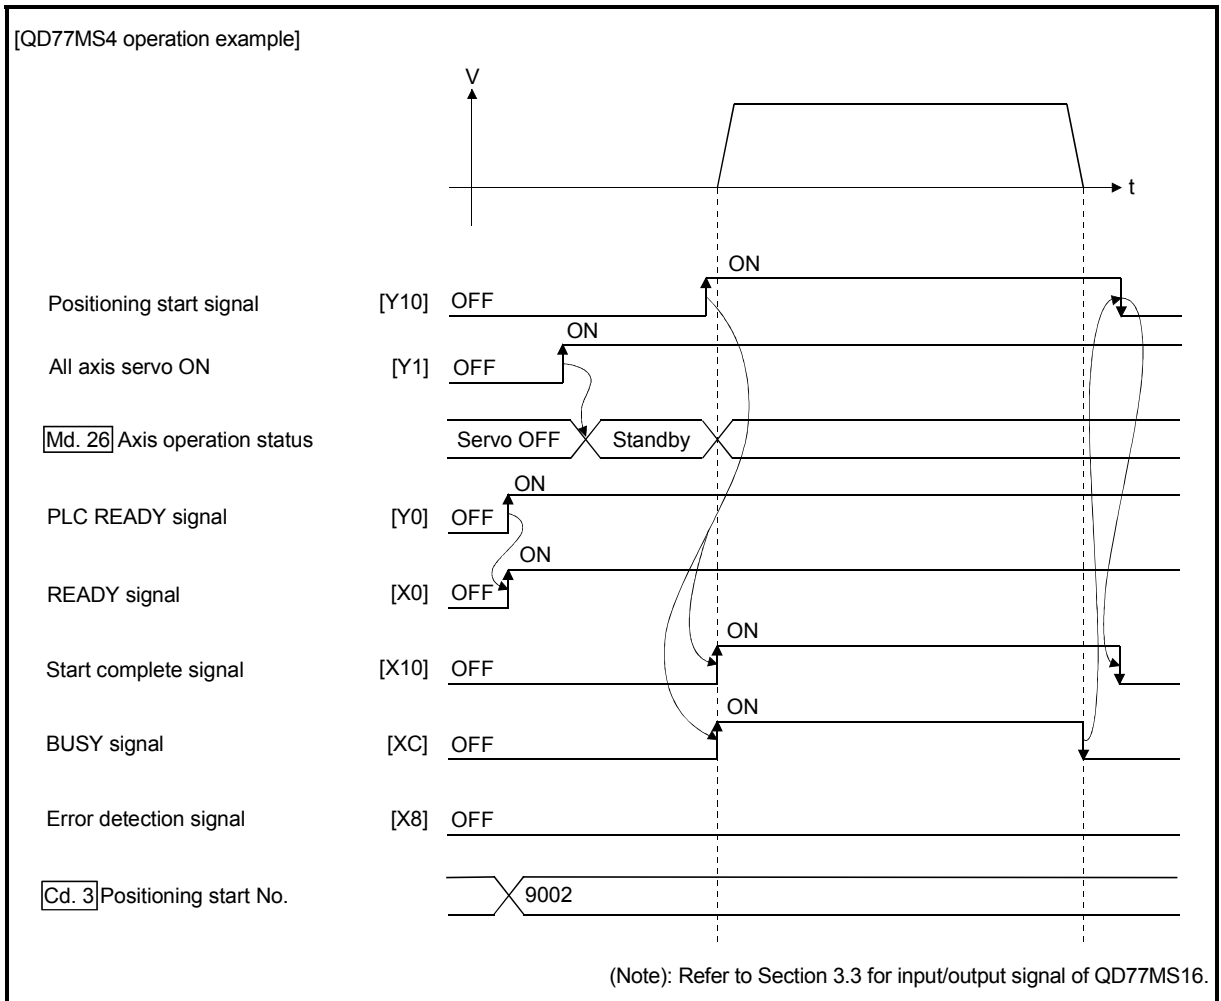 [QD77MS4 operation example]
V
t
ON
Positioning start signal [Y10] OFF
ON
All axis servo ON [Y1] OFF
Md. 26 Axis operation status Servo OFF Standby
ON
PLC READY signal [Y0] OFF
ON
READY signal [X0] OFF
ON
Start complete signal [X10] OFF
ON
BUSY signal [XC] OFF
Error detection signal [X8] OFF
Cd. 3 Positioning start No. 9002
(Note): Refer to Section 3.3 for input/output signal of QD77MS16.